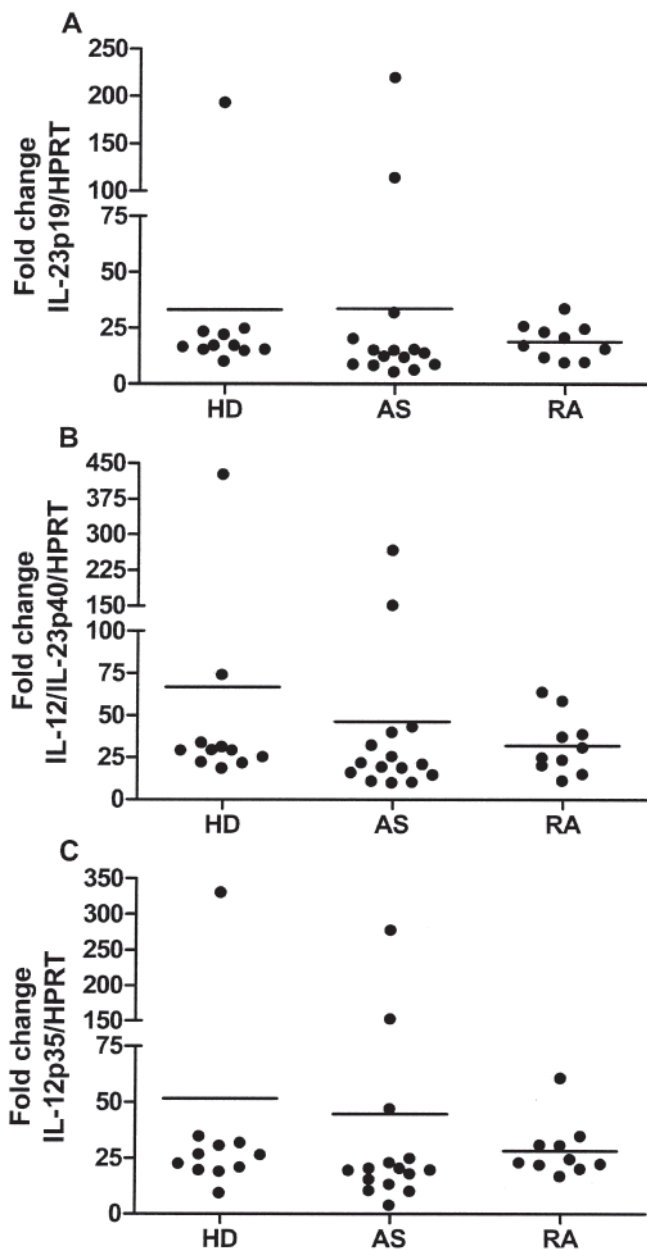 A
Fold change
IL-23p19/HPRT
250
200
150
100
75
50
25
0
HD AS RA
B
Fold change
IL-12/IL-23p40/HPRT
450
375
300
225
150
100
75
50
25
0
HD AS RA
C
Fold change
IL-12p35/HPRT
350
300
250
200
150
75
50
25
0
HD AS RA